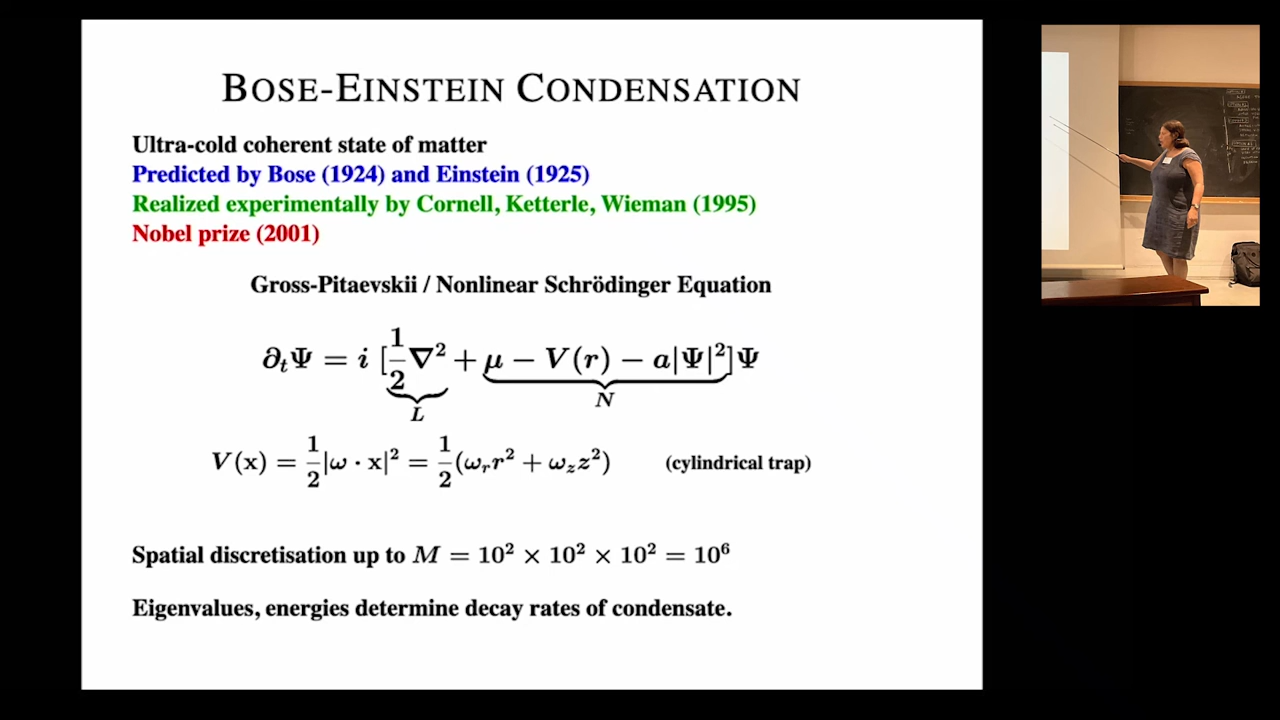 BOSE-EINSTEIN CONDENSATION
Ultra-cold coherent state of matter
Predicted by Bose (1924) and Einstein (1925)
Realized experimentally by Cornell, Ketterle, Wieman (1995)
Nobel prize (2001)
Gross-Pitaevskii / Nonlinear Schrödinger Equation
∂ₜΨ = i [½∇² + μ − V(r) − a|Ψ|²]Ψ
L N
V(x) = ½|ω · x|² = ½(ωᵣr² + ω_z z²) (cylindrical trap)
Spatial discretisation up to M = 10² × 10² × 10² = 10⁶
Eigenvalues, energies determine decay rates of condensate.